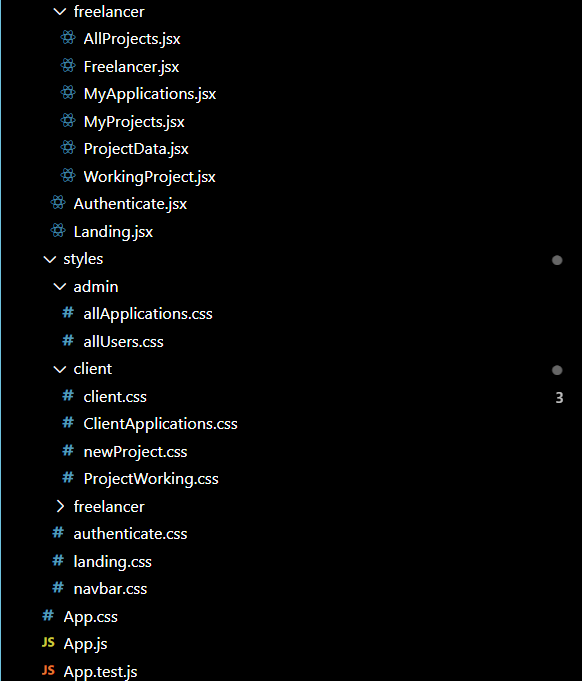 freelancer
AllProjects.jsx
Freelancer.jsx
MyApplications.jsx
MyProjects.jsx
ProjectData.jsx
WorkingProject.jsx
Authenticate.jsx
Landing.jsx
styles
admin
# allApplications.css
# allUsers.css
client
# client.css 3
# ClientApplications.css
# newProject.css
# ProjectWorking.css
freelancer
# authenticate.css
# landing.css
# navbar.css
# App.css
JS App.js
JS App.test.js